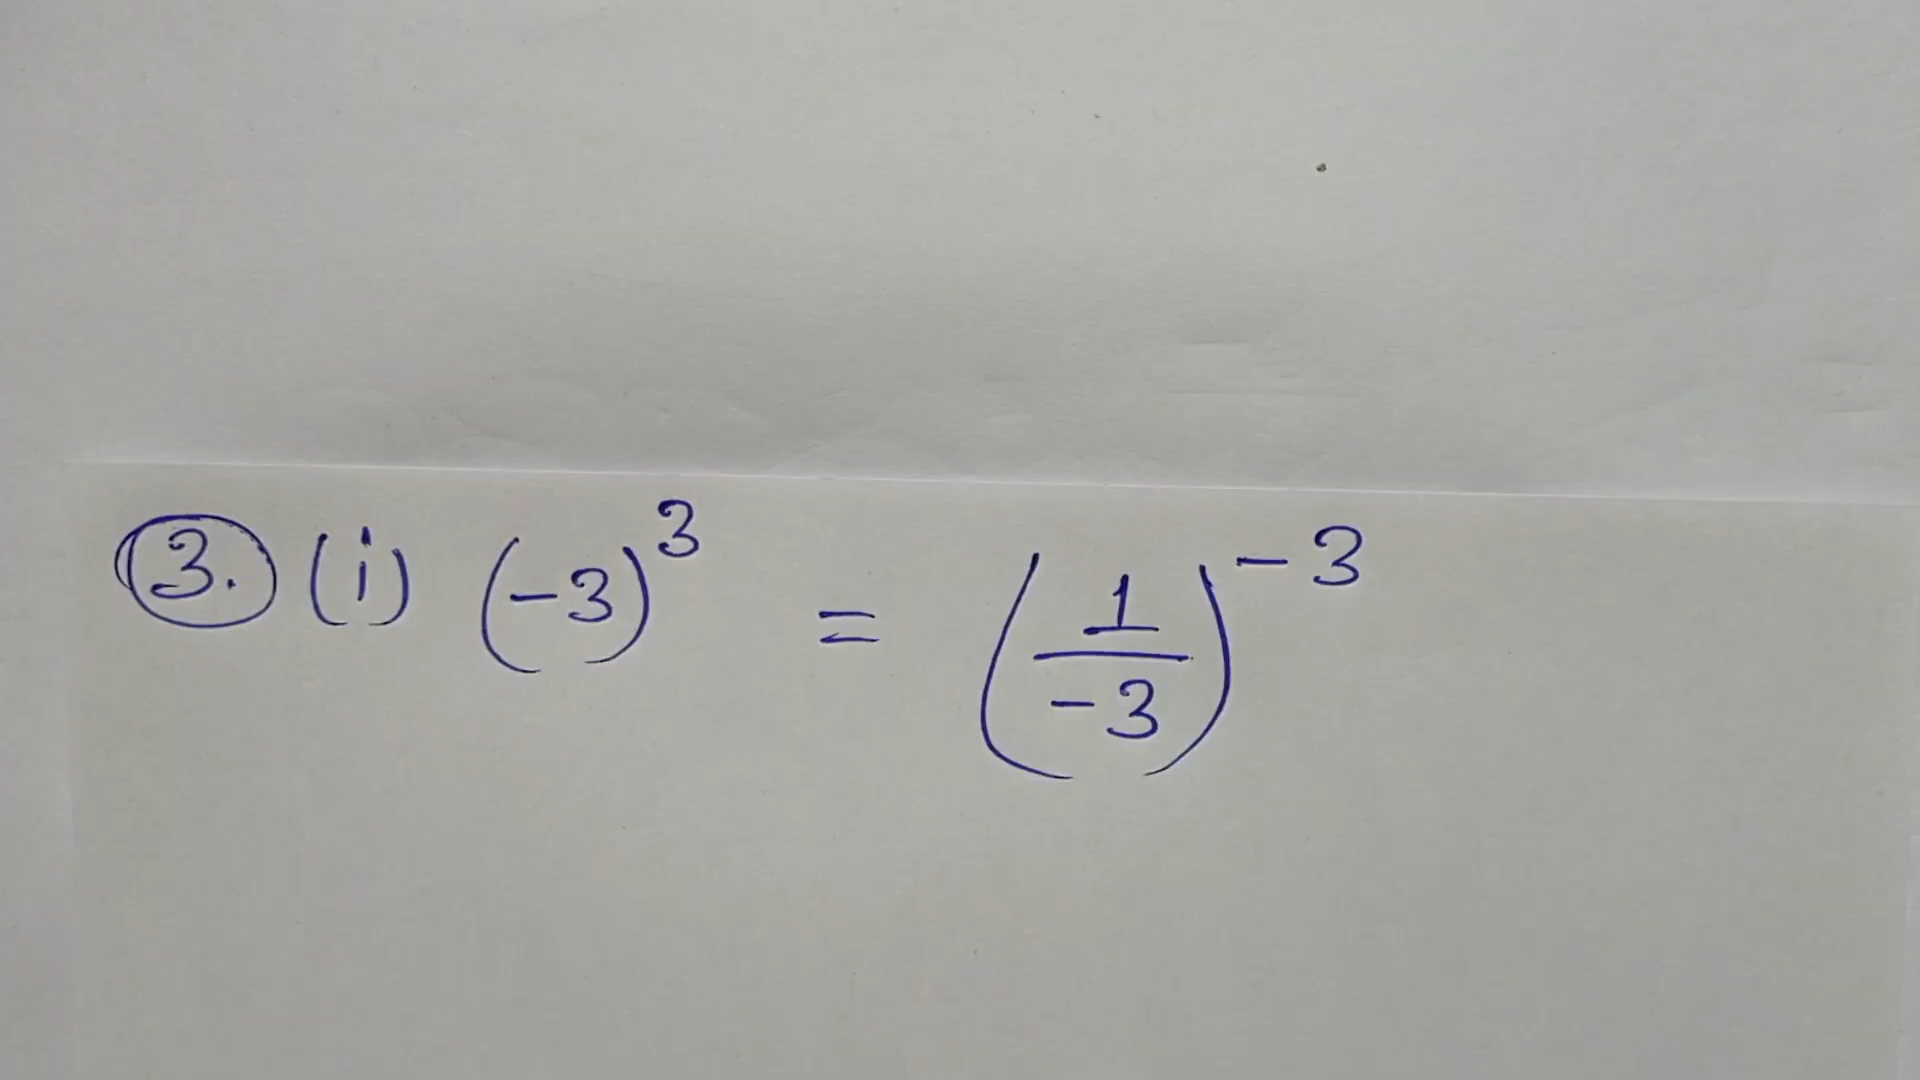 3. (i) (-3)^3 = (1/-3)^-3